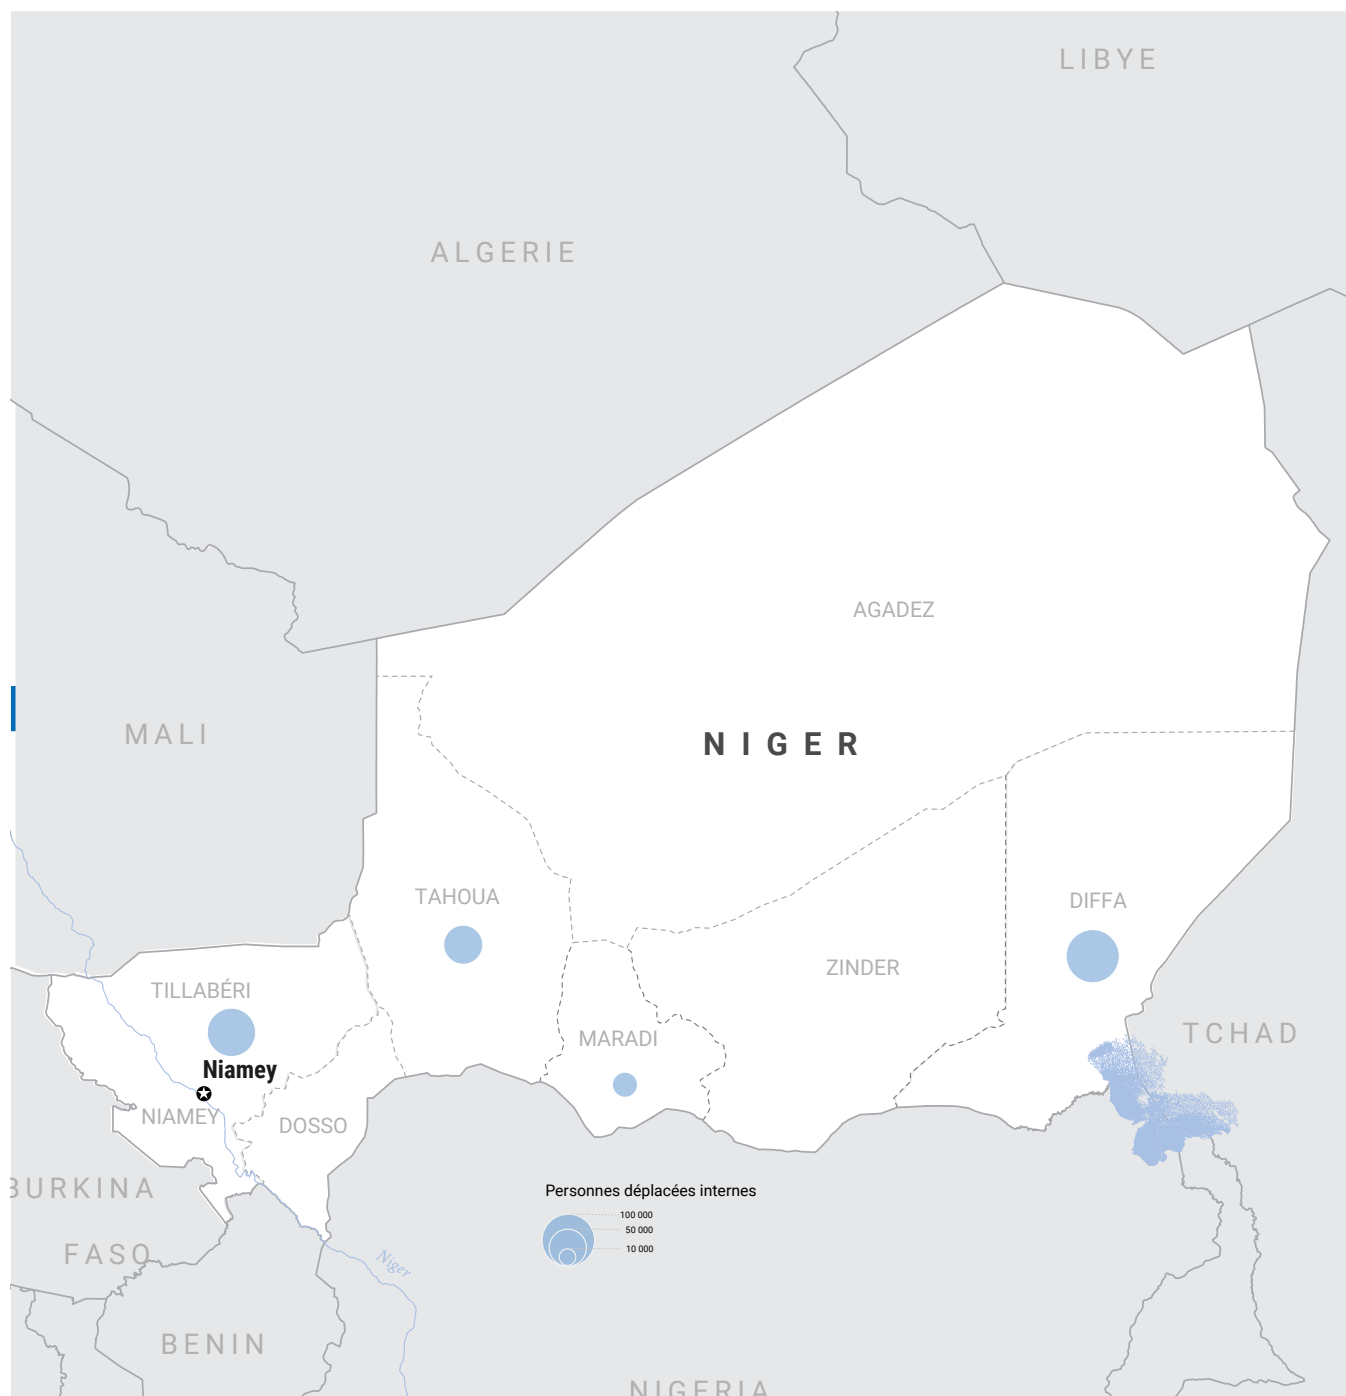 LIBYE
ALGERIE
AGADEZ
MALI
NIGER
TAHOUA
DIFFA
ZINDER
TILLABÉRI
TCHAD
MARADI
Niamey
NIAMEY
DOSSO
BURKINA
FASO
Personnes déplacées internes
100 000
50 000
10 000
Niger
BENIN
NIGERIA